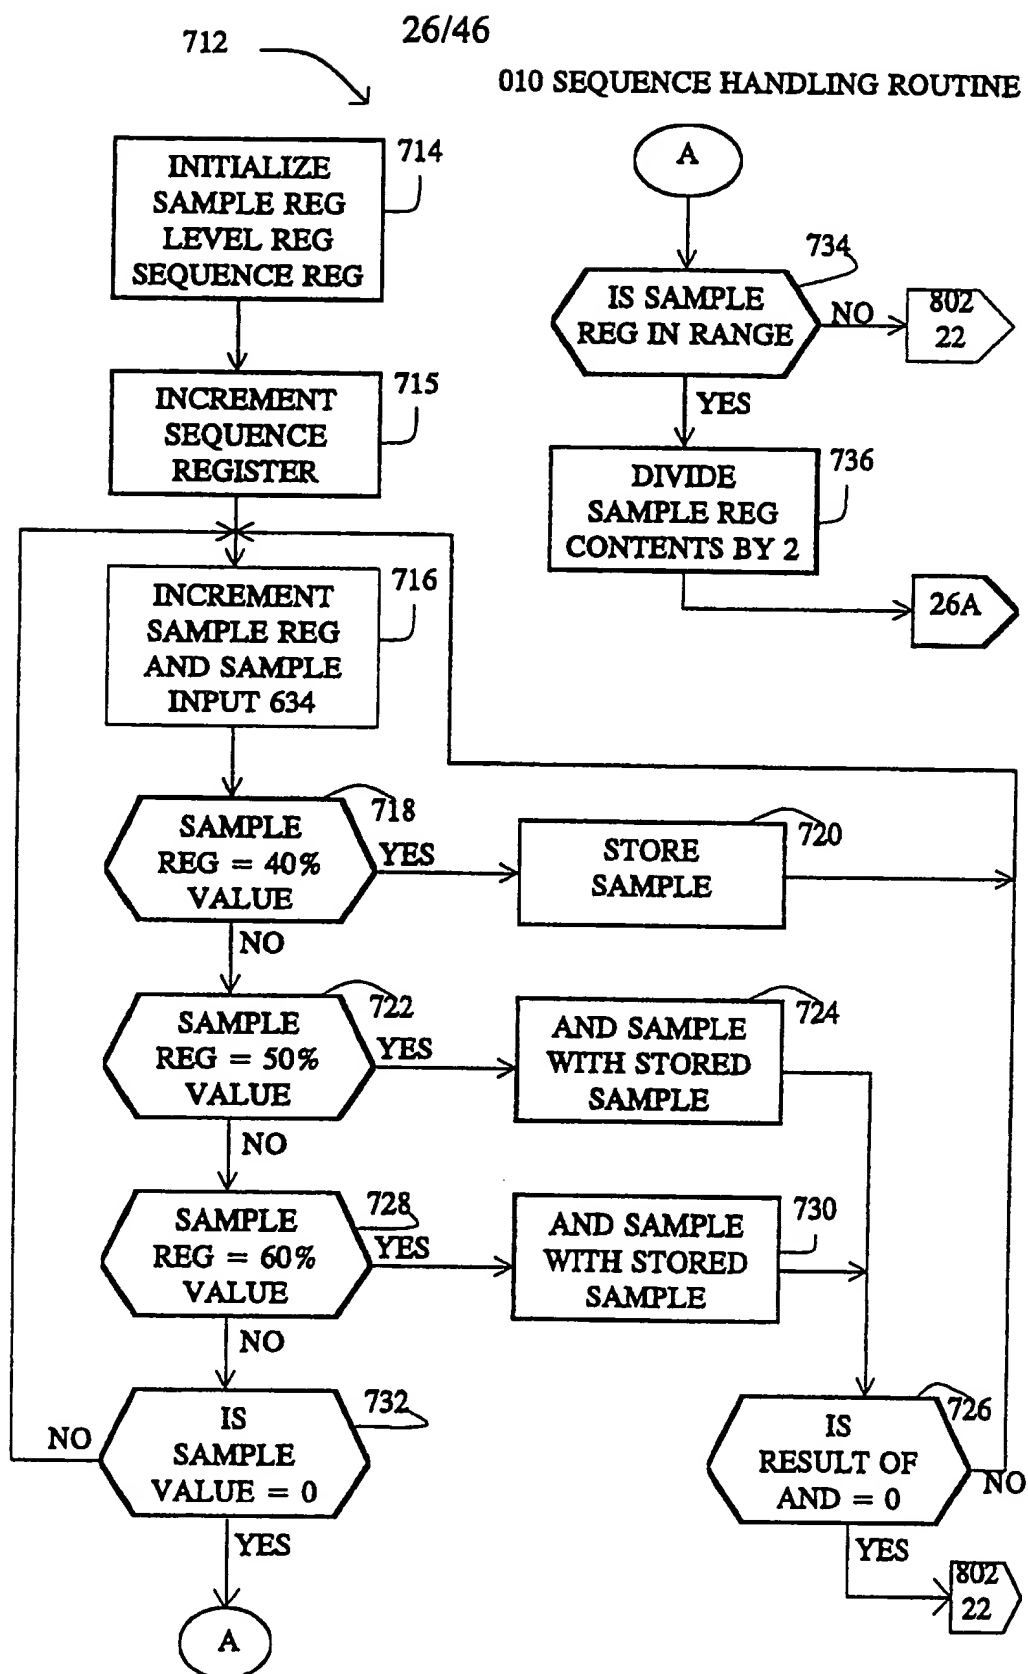 26/46
712
010 SEQUENCE HANDLING ROUTINE
714
INITIALIZE
SAMPLE REG
LEVEL REG
SEQUENCE REG
715
INCREMENT
SEQUENCE
REGISTER
716
INCREMENT
SAMPLE REG
AND SAMPLE
INPUT 634
718
SAMPLE
REG = 40%
VALUE
YES
NO
720
STORE
SAMPLE
722
SAMPLE
REG = 50%
VALUE
YES
NO
724
AND SAMPLE
WITH STORED
SAMPLE
728
SAMPLE
REG = 60%
VALUE
YES
NO
730
AND SAMPLE
WITH STORED
SAMPLE
732
IS
SAMPLE
VALUE = 0
NO
YES
A
726
IS
RESULT OF
AND = 0
NO
YES
802
22
A
734
IS SAMPLE
REG IN RANGE
NO
802
22
YES
736
DIVIDE
SAMPLE REG
CONTENTS BY 2
26A